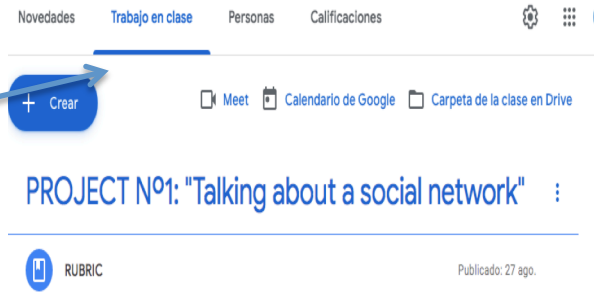 Novedades Trabajo en clase Personas Calificaciones
+ Crear Meet Calendario de Google Carpeta de la clase en Drive
PROJECT Nº1: "Talking about a social network"
RUBRIC Publicado: 27 ago.